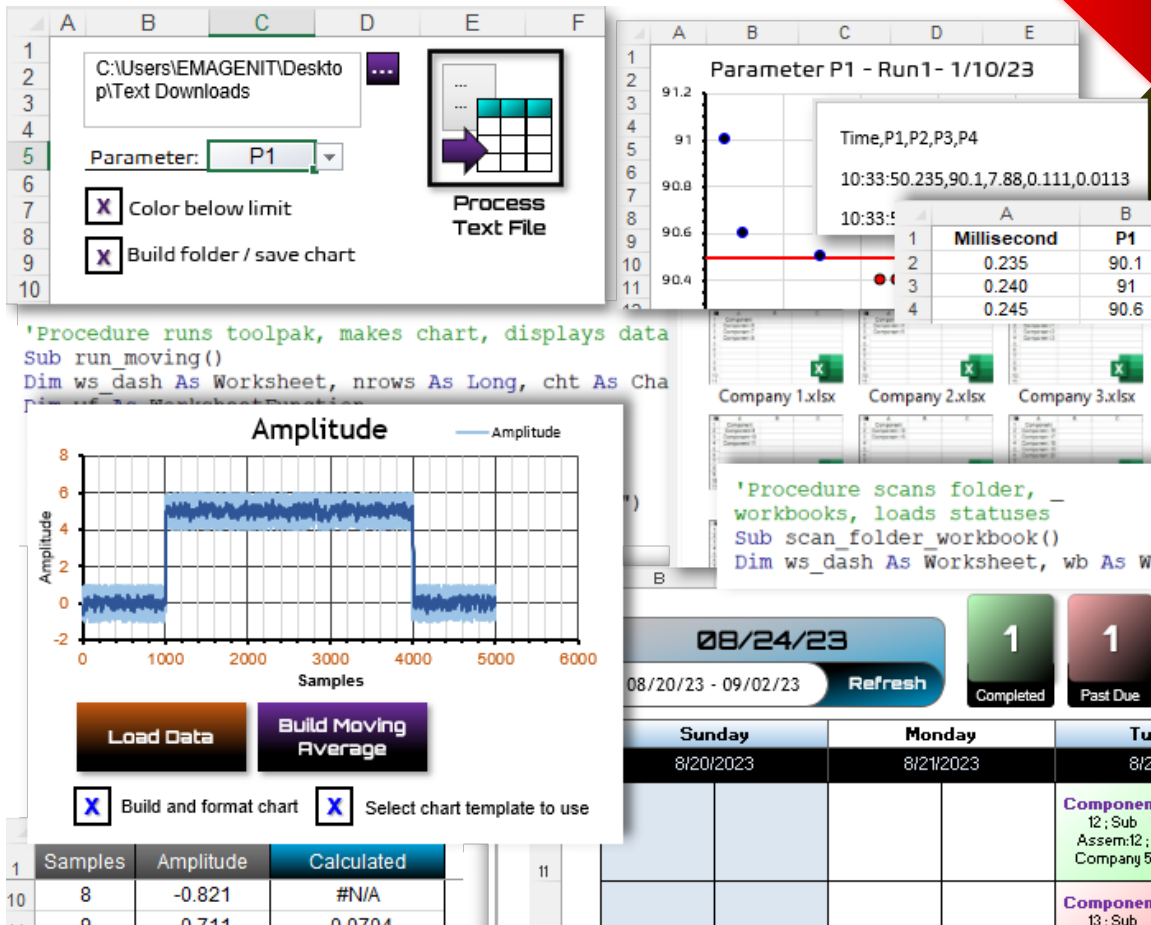 A B C D E F
1
2
3
4
5
6
7
8
9
10
C:\Users\EMAGENIT\Deskto
p\Text Downloads
...
Parameter: P1
X Color below limit
X Build folder / save chart
Process
Text File
A B C D E
1
2
3
4
5
6
7
8
9
10
11
Parameter P1 - Run1- 1/10/23
91.2
91
90.8
90.6
90.4
Time,P1,P2,P3,P4
10:33:50.235,90.1,7.88,0.111,0.0113
10:33:5
A B
1 Millisecond P1
2 0.235 90.1
3 0.240 91
4 0.245 90.6
'Procedure runs toolpak, makes chart, displays data
Sub run_moving()
Dim ws_dash As Worksheet, nrows As Long, cht As Cha
")
Company 1.xlsx Company 2.xlsx Company 3.xlsx
'Procedure scans folder, _
workbooks, loads statuses
Sub scan_folder_workbook()
Dim ws_dash As Worksheet, wb As W
Amplitude
Amplitude
Amplitude
8
6
4
2
0
-2
0 1000 2000 3000 4000 5000 6000
Samples
Load Data
Build Moving
Average
X Build and format chart X Select chart template to use
1 Samples Amplitude Calculated
10 8 -0.821 #N/A
B
08/24/23
08/20/23 - 09/02/23 Refresh
1
Completed
1
Past Due
Sunday Monday Tu
8/20/2023 8/21/2023 8/2
11
Componen
12 ; Sub
Assem:12 ;
Company 5
Componen
13 ; Sub